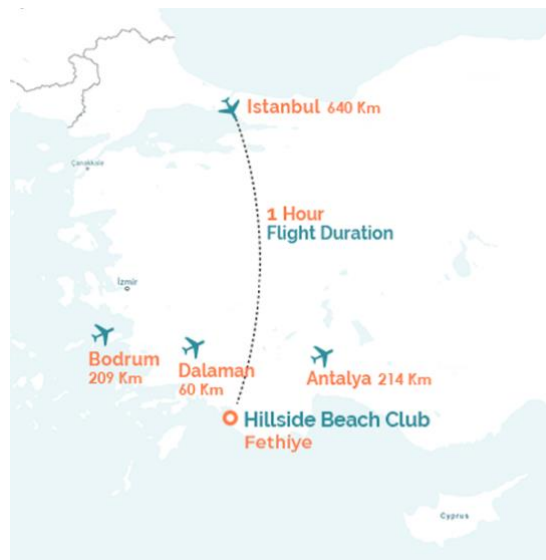 Istanbul 640 Km
Çanakkale
1 Hour
Flight Duration
İzmir
Bodrum
209 Km
Dalaman
60 Km
Antalya 214 Km
Hillside Beach Club
Fethiye
Cyprus